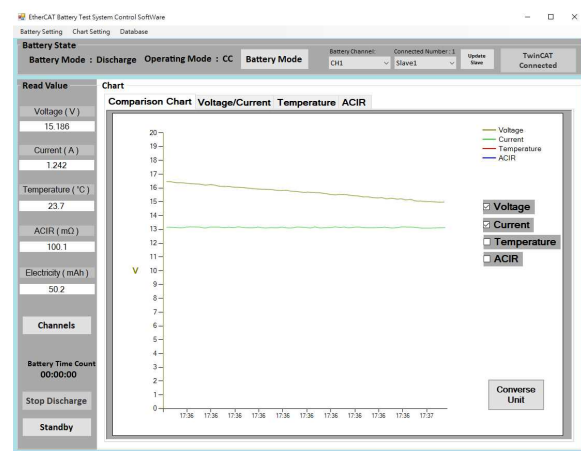 EtherCAT Battery Test System Control SoftWare
Battery Setting Chart Setting Database
Battery State
Battery Mode : Discharge Operating Mode : CC
Battery Mode
Battery Channel:
CH1
Connected Number : 1
Slave1
Update
Slave
TwinCAT
Connected
Read Value
Voltage ( V )
15.186
Current ( A )
1.242
Temperature ( °C )
23.7
ACIR ( mΩ )
100.1
Electricity ( mAh )
50.2
Channels
Battery Time Count
00:00:00
Stop Discharge
Standby
Chart
Comparison Chart Voltage/Current Temperature ACIR
20
19
18
17
16
15
14
13
12
11
10
9
8
7
6
5
4
3
2
1
0
V
17:36 17:36 17:36 17:36 17:36 17:36 17:36 17:36 17:36 17:36 17:37
Voltage
Current
Temperature
ACIR
Voltage
Current
Temperature
ACIR
Converse
Unit